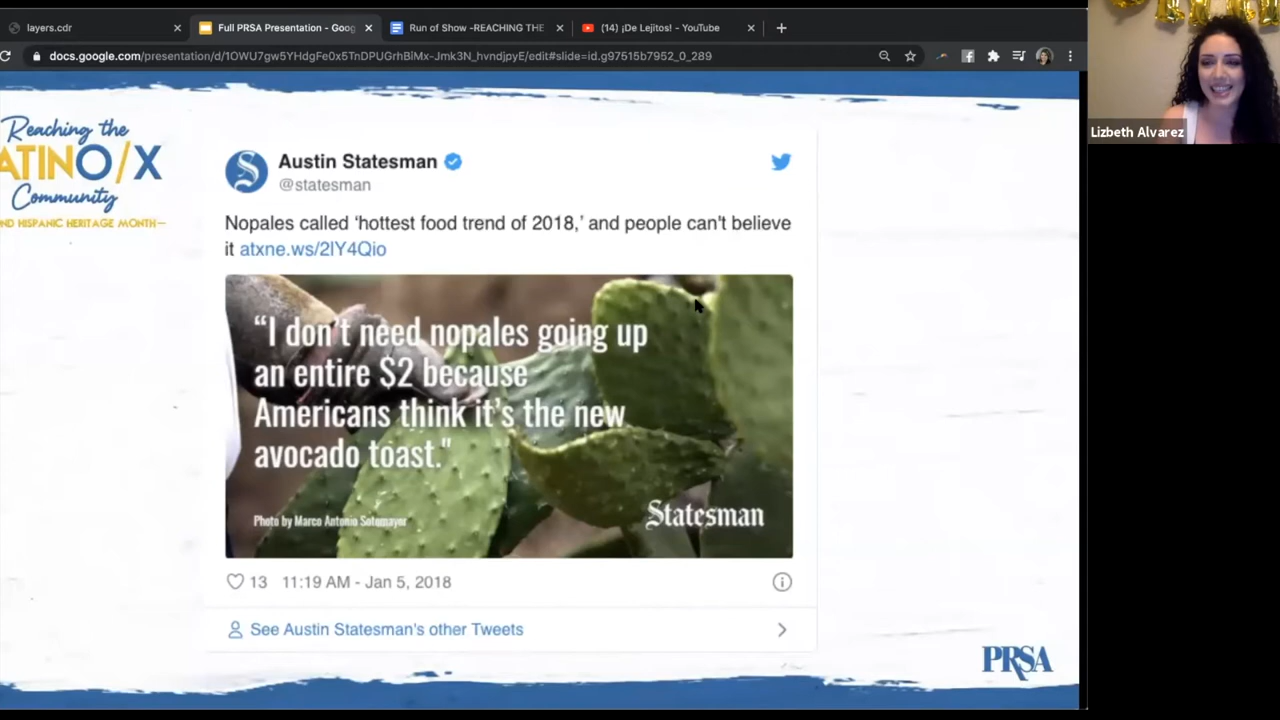 layers.cdr
Full PRSA Presentation - Goog
Run of Show -REACHING THE
(14) ¡De Lejitos! - YouTube
docs.google.com/presentation/d/1OWU7gw5YHdgFe0x5TnDPUGrhBiMx-Jmk3N_hvndjpyE/edit#slide=id.g97615b7952_0_289
Lizbeth Alvarez
Reaching the
ATINO/X
Community
ND HISPANIC HERITAGE MONTH—
Austin Statesman
@statesman
Nopales called ‘hottest food trend of 2018,’ and people can't believe
it atxne.ws/2lY4Qio
“I don't need nopales going up
an entire $2 because
Americans think it's the new
avocado toast."
Photo by Marco Antonio Sotomayor
Statesman
13 11:19 AM - Jan 5, 2018
See Austin Statesman's other Tweets
PRSA